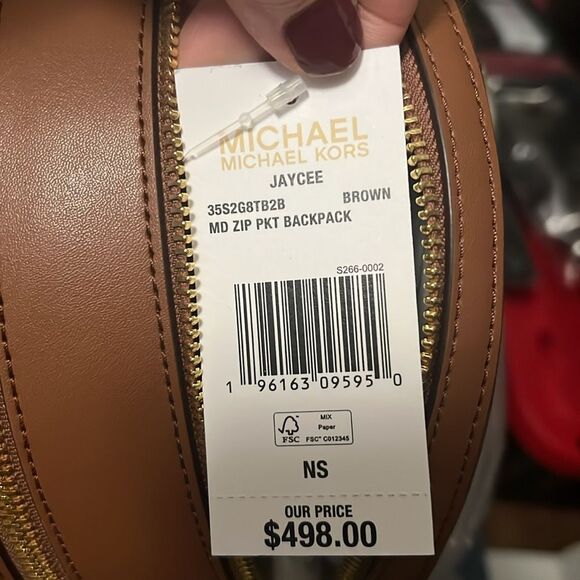 MICHAEL
MICHAEL KORS
JAYCEE
35S2G8TB2B BROWN
MD ZIP PKT BACKPACK
S266-0002
1 96163 09595 0
MIX
Paper
FSC
FSC® C012345
NS
OUR PRICE
$498.00